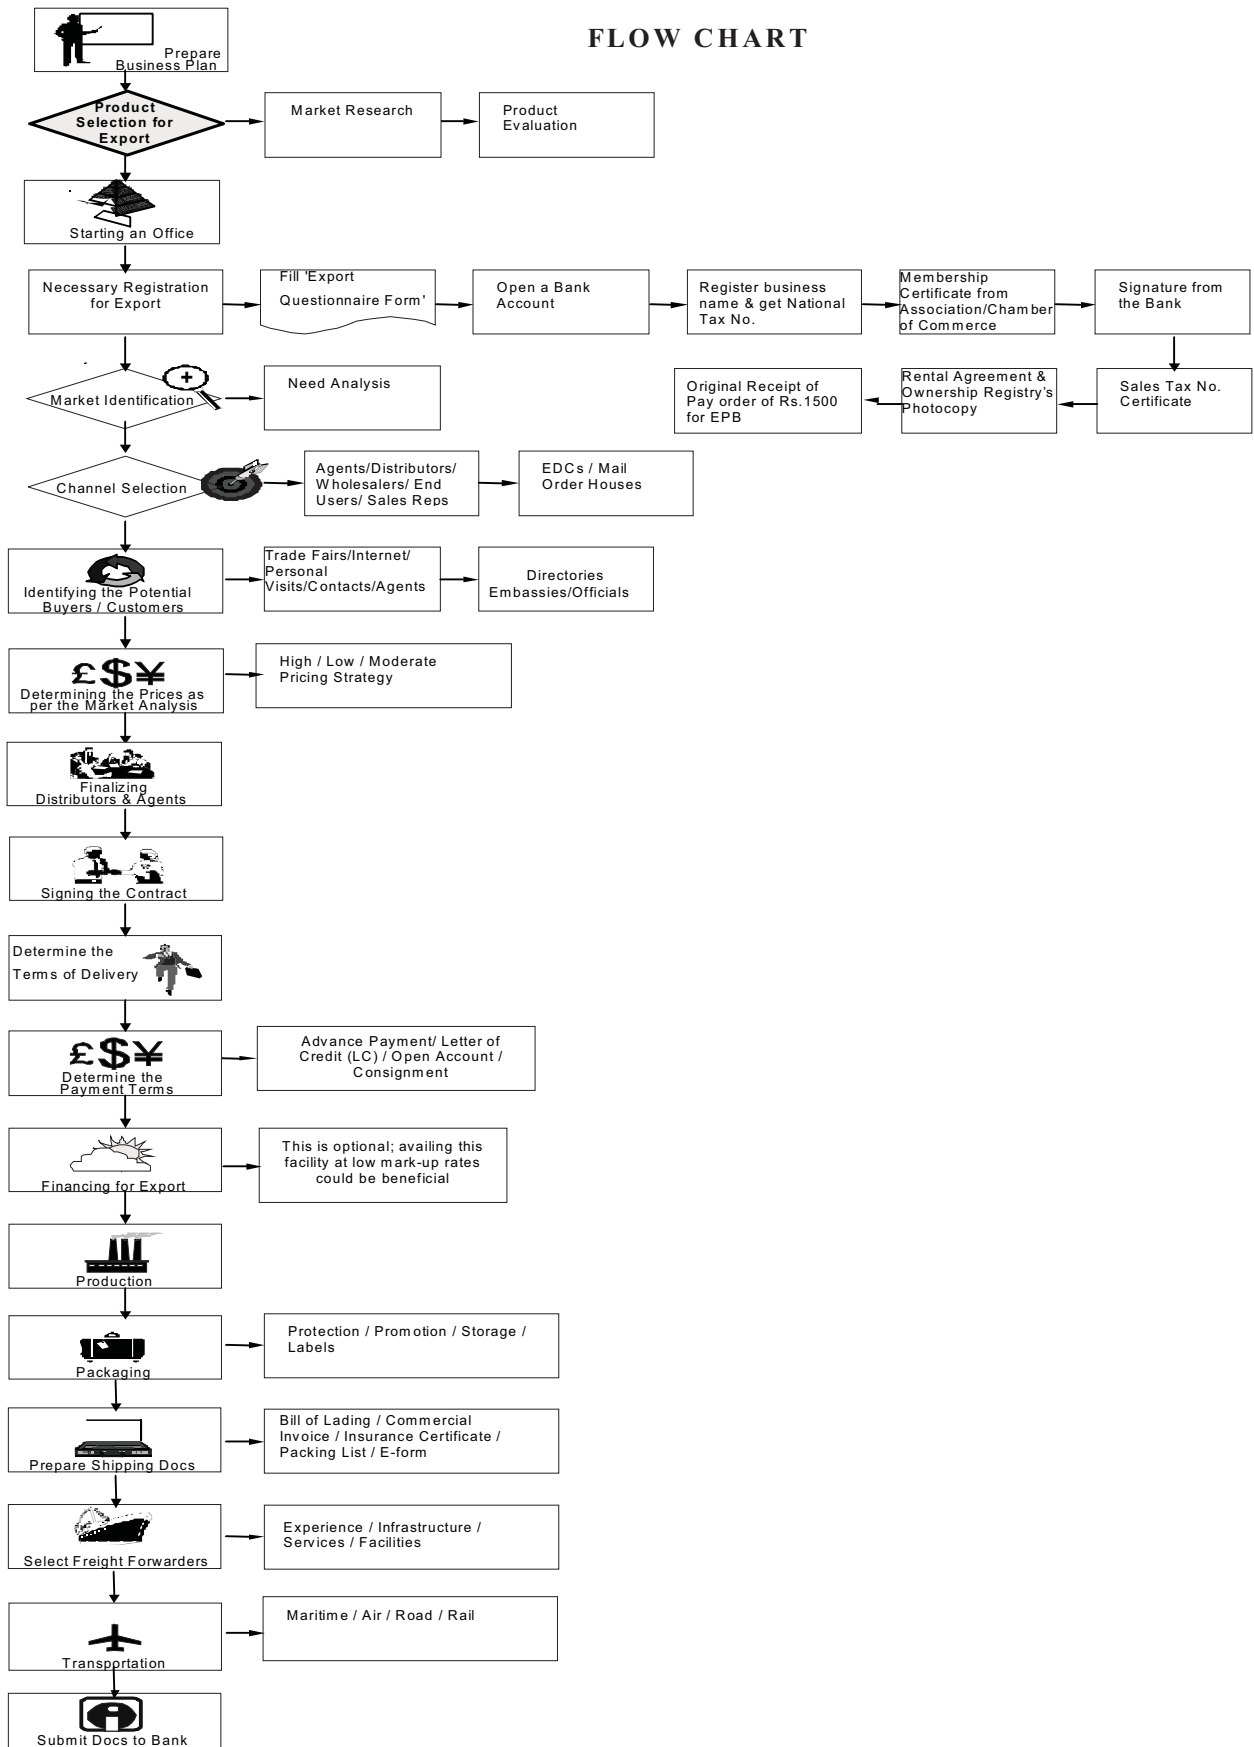 FLOW CHART
Prepare
Business Plan
Product
Selection for
Export
Market Research
Product
Evaluation
Starting an Office
Necessary Registration
for Export
Fill 'Export
Questionnaire Form'
Open a Bank
Account
Register business
name & get National
Tax No.
Membership
Certificate from
Association/Chamber
of Commerce
Signature from
the Bank
Sales Tax No.
Certificate
Rental Agreement &
Ownership Registry's
Photocopy
Original Receipt of
Pay order of Rs.1500
for EPB
Market Identification
Need Analysis
Channel Selection
Agents/Distributors/
Wholesalers/ End
Users/ Sales Reps
EDCs / Mail
Order Houses
Identifying the Potential
Buyers / Customers
Trade Fairs/Internet/
Personal
Visits/Contacts/Agents
Directories
Embassies/Officials
£$¥
Determining the Prices as
per the Market Analysis
High / Low / Moderate
Pricing Strategy
Finalizing
Distributors & Agents
Signing the Contract
Determine the
Terms of Delivery
£$¥
Determine the
Payment Terms
Advance Payment/ Letter of
Credit (LC) / Open Account /
Consignment
Financing for Export
This is optional; availing this
facility at low mark-up rates
could be beneficial
Production
Packaging
Protection / Promotion / Storage /
Labels
Prepare Shipping Docs
Bill of Lading / Commercial
Invoice / Insurance Certificate /
Packing List / E-form
Select Freight Forwarders
Experience / Infrastructure /
Services / Facilities
Transportation
Maritime / Air / Road / Rail
Submit Docs to Bank